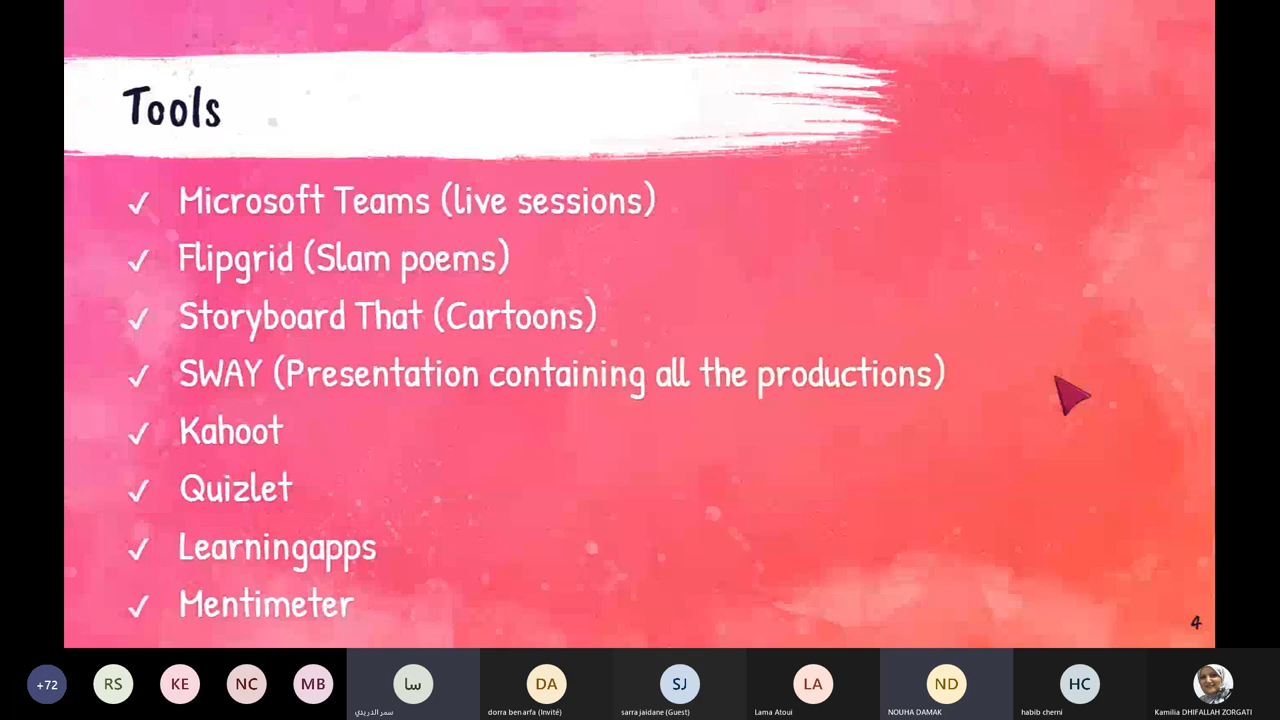 Tools
✓ Microsoft Teams (live sessions)
✓ Flipgrid (Slam poems)
✓ Storyboard That (Cartoons)
✓ SWAY (Presentation containing all the productions)
✓ Kahoot
✓ Quizlet
✓ Learningapps
✓ Mentimeter
4
+72
RS
KE
NC
MB
سا
DA
SJ
LA
ND
HC
سمر الدريدي
dorra ben arfa (Invité)
sarra jaidane (Guest)
Lama Atoui
NOUHA DAMAK
habib cherni
Kamilia DHIFALLAH ZORGATI